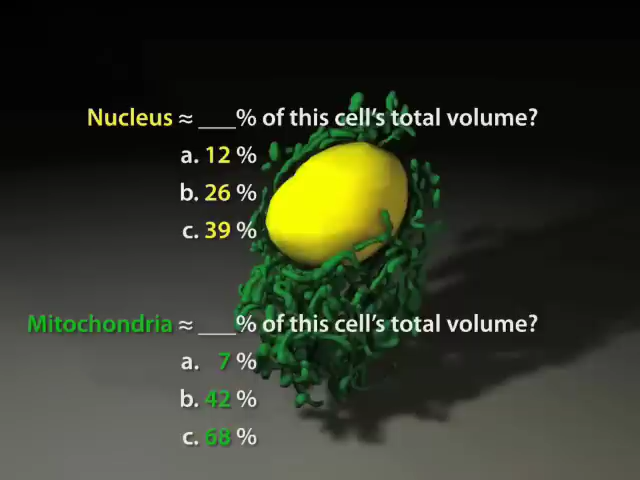 Nucleus ≈ ___% of this cell's total volume?
a. 12 %
b. 26 %
c. 39 %
Mitochondria ≈ ___% of this cell's total volume?
a. 7 %
b. 42 %
c. 68 %